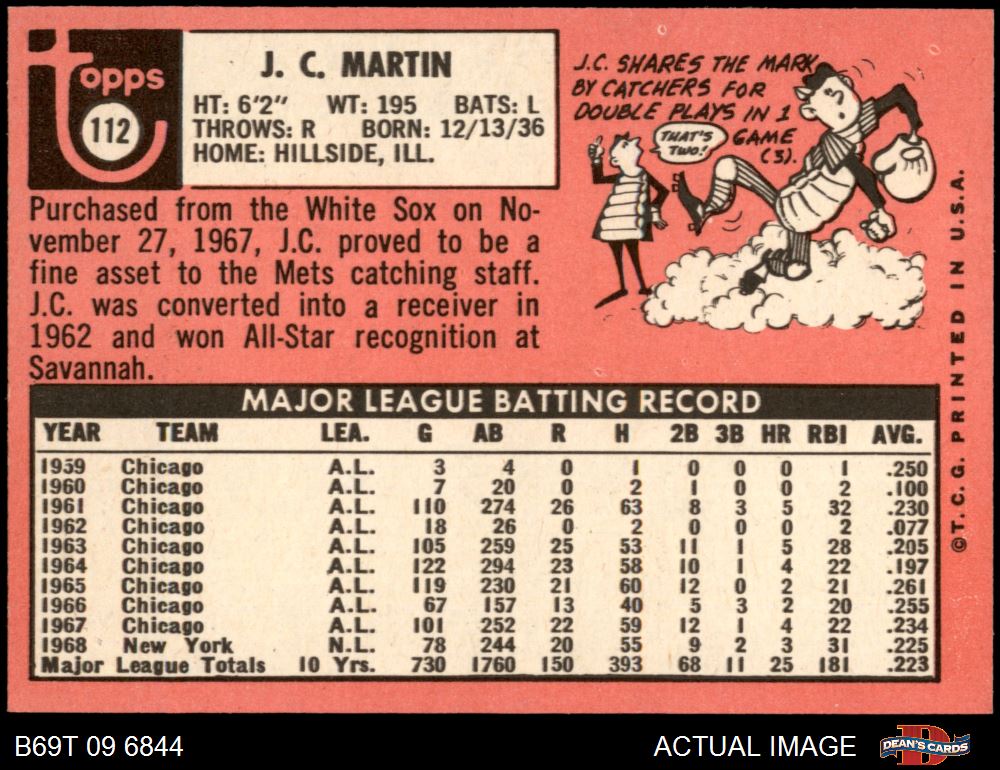 Topps
112
J. C. MARTIN
HT: 6'2" WT: 195 BATS: L
THROWS: R BORN: 12/13/36
HOME: HILLSIDE, ILL.
J.C. SHARES THE MARK
BY CATCHERS FOR
DOUBLE PLAYS IN 1
GAME
(3).
THAT'S
TWO!
Purchased from the White Sox on No-
vember 27, 1967, J.C. proved to be a
fine asset to the Mets catching staff.
J.C. was converted into a receiver in
1962 and won All-Star recognition at
Savannah.
MAJOR LEAGUE BATTING RECORD
YEAR TEAM LEA. G AB R H 2B 3B HR RBI AVG.
1959 Chicago A.L. 3 4 0 1 0 0 0 1 .250
1960 Chicago A.L. 7 20 0 2 1 0 0 2 .100
1961 Chicago A.L. 110 274 26 63 8 3 5 32 .230
1962 Chicago A.L. 18 26 0 2 0 0 0 2 .077
1963 Chicago A.L. 105 259 25 53 11 1 5 28 .205
1964 Chicago A.L. 122 294 23 58 10 1 4 22 .197
1965 Chicago A.L. 119 230 21 60 12 0 2 21 .261
1966 Chicago A.L. 67 157 13 40 5 3 2 20 .255
1967 Chicago A.L. 101 252 22 59 12 1 4 22 .234
1968 New York N.L. 78 244 20 55 9 2 3 31 .225
Major League Totals 10 Yrs. 730 1760 150 393 68 11 25 181 .223
©T.C.G. PRINTED IN U.S.A.
B69T 09 6844
ACTUAL IMAGE
D
DEAN'S CARDS